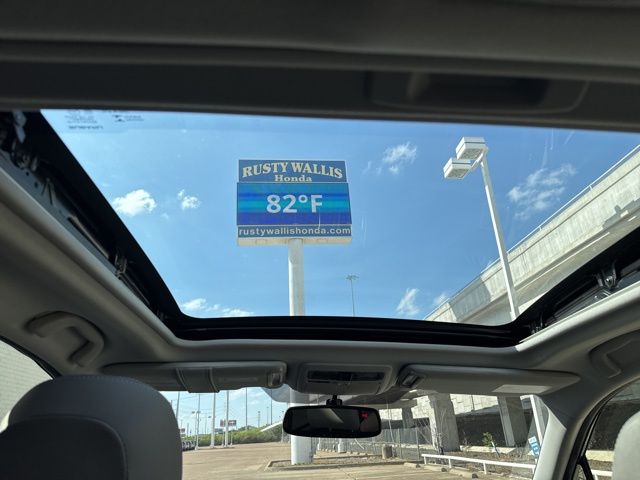 RUSTY WALLIS
Honda
82°F
rustywallishonda.com